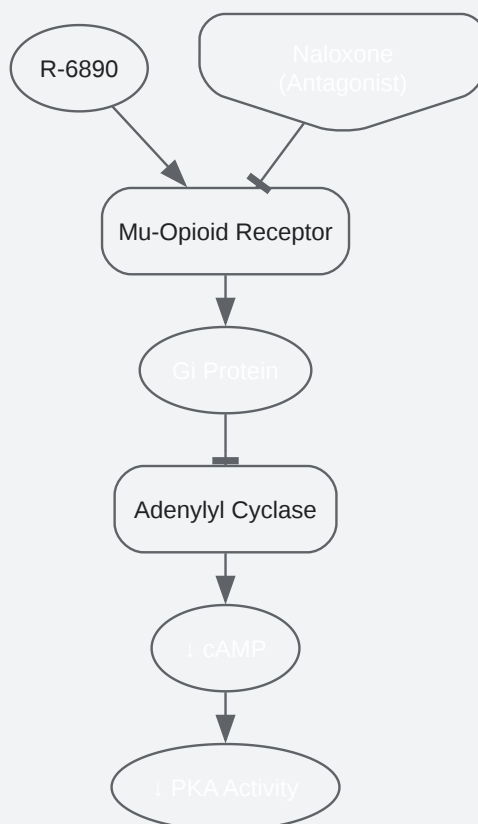 R-6890
Naloxone
(Antagonist)
Mu-Opioid Receptor
Gi Protein
Adenylyl Cyclase
↓ cAMP
↓ PKA Activity